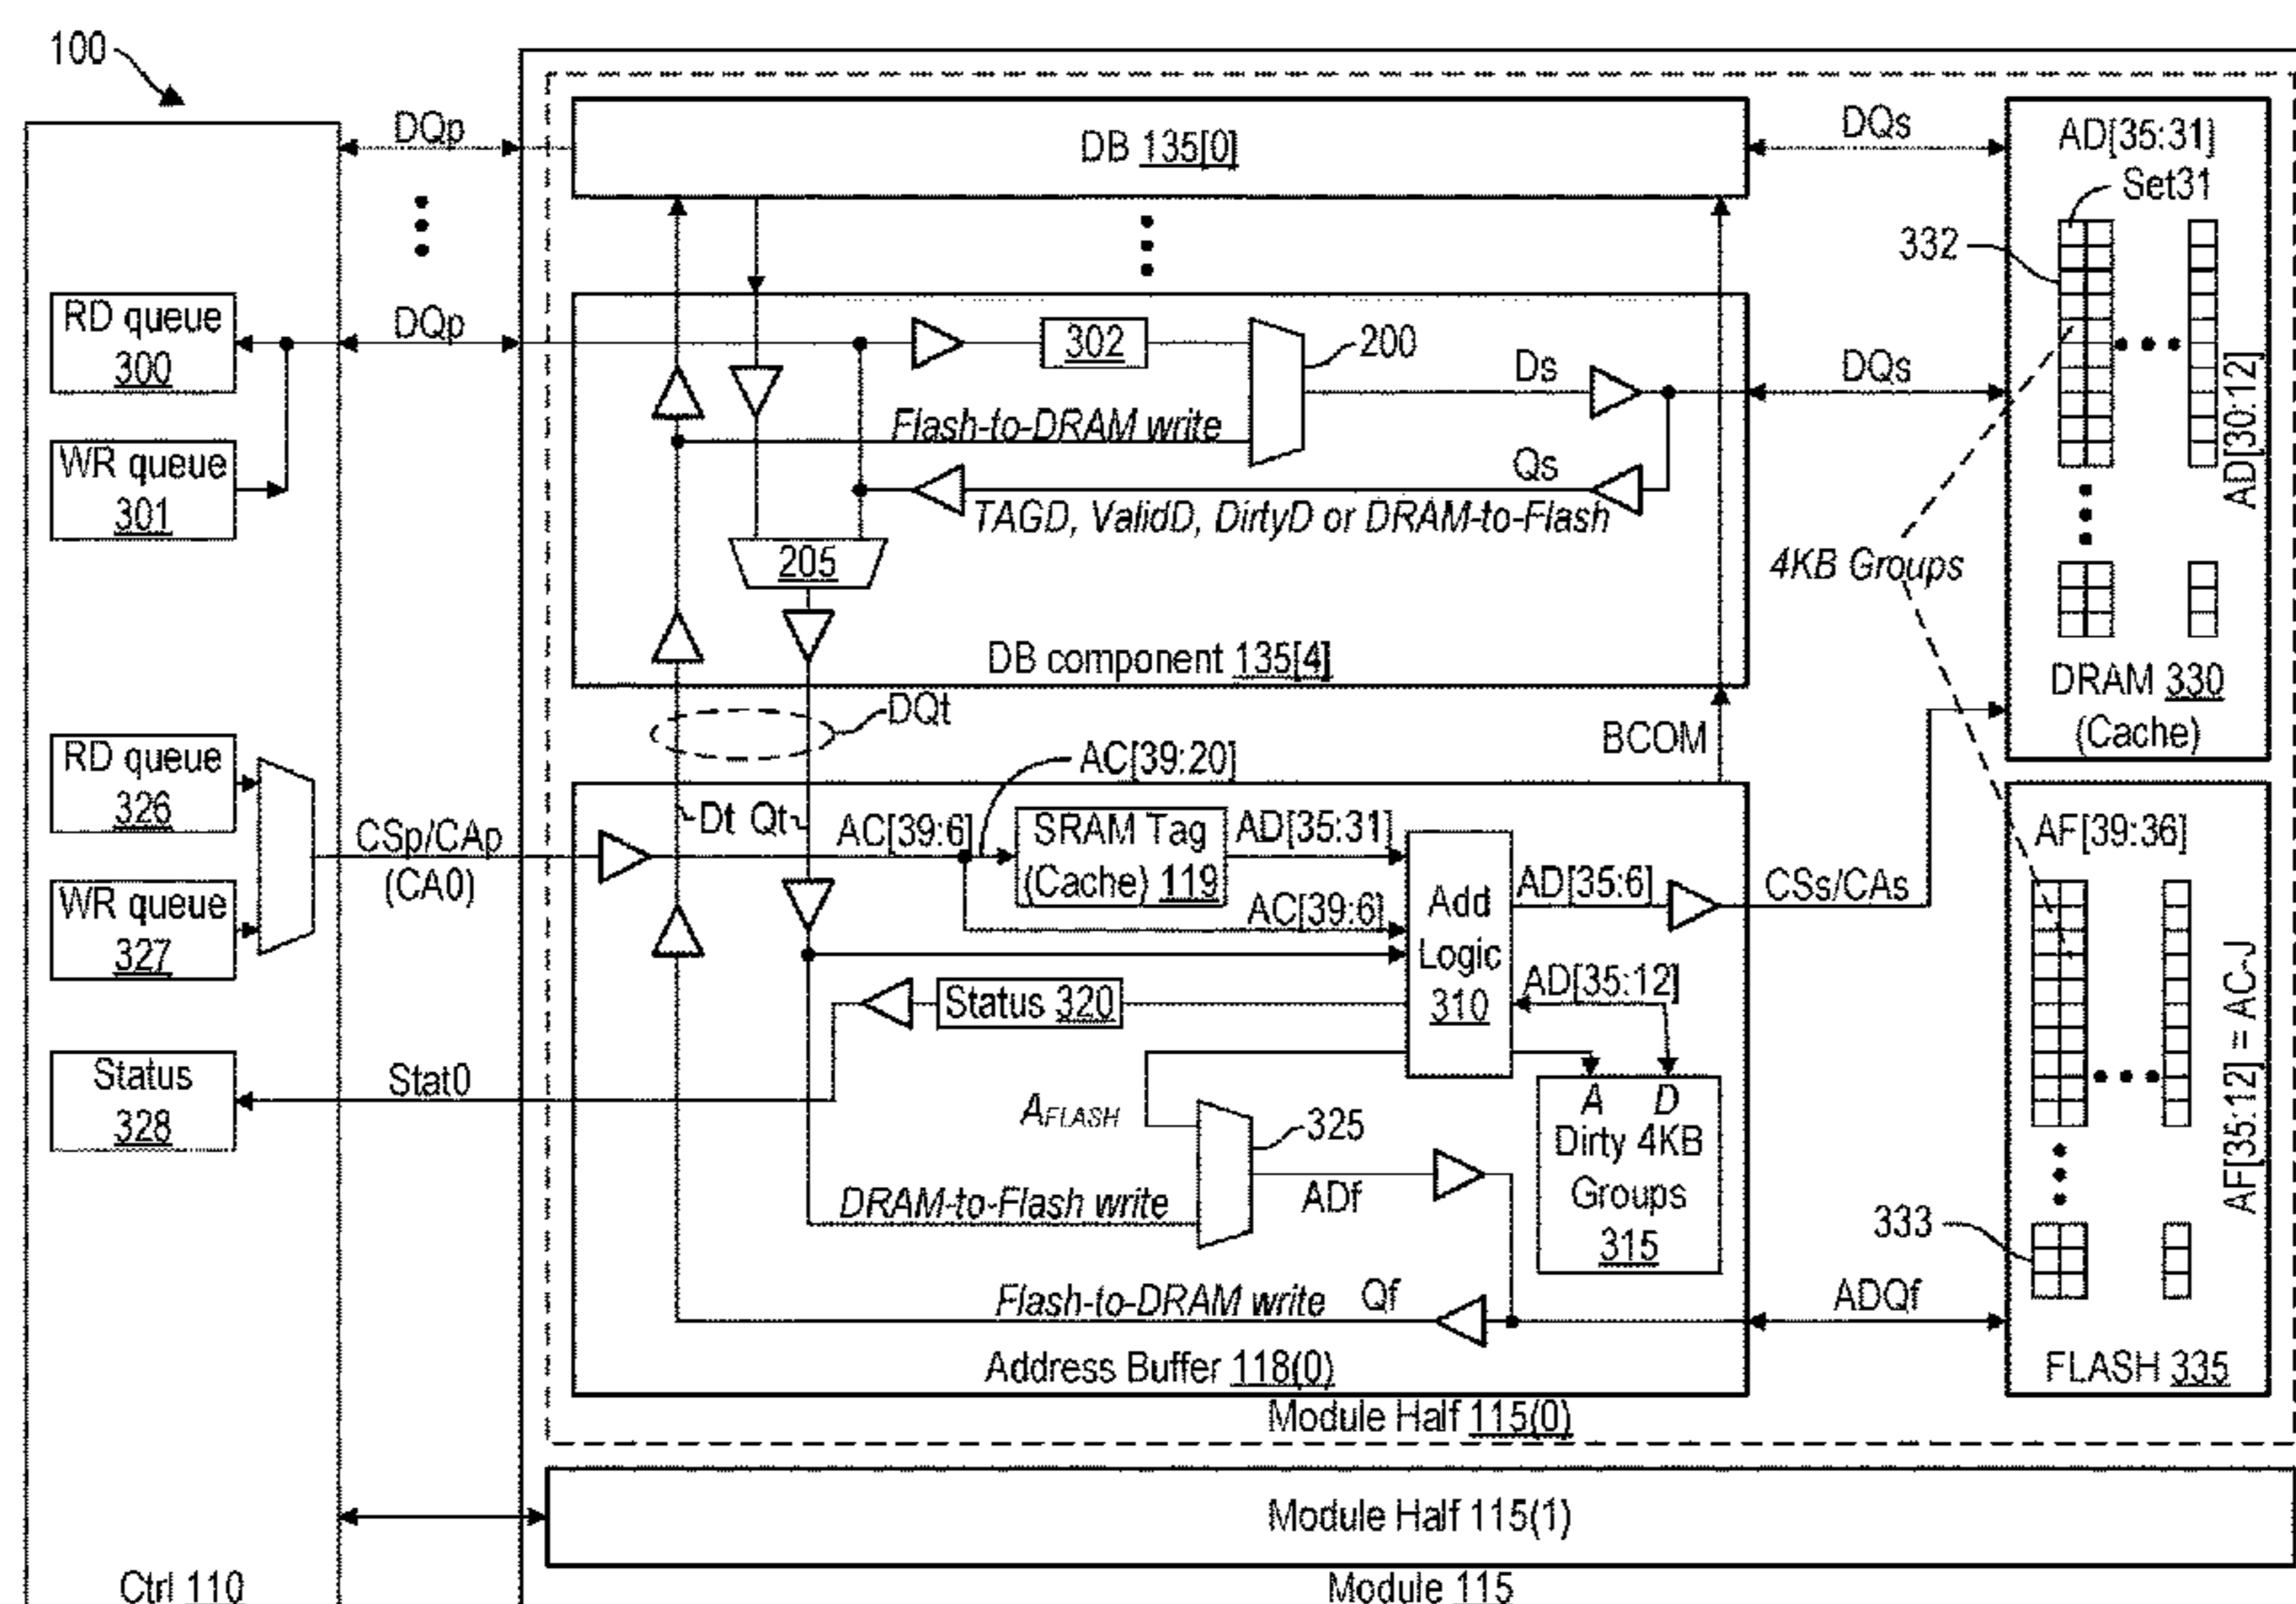 100
DQp
DB 135[0]
DQs
AD[35:31]
Set31
332
RD queue
300
DQp
302
200
Ds
DQs
AD[30:12]
Flash-to-DRAM write
WR queue
301
Qs
TAGD, ValidD, DirtyD or DRAM-to-Flash
205
4KB Groups
DB component 135[4]
DRAM 330
(Cache)
DQt
BCOM
RD queue
326
AC[39:20]
Dt Qt
AC[39:6]
SRAM Tag
(Cache) 119
AD[35:31]
AF[39:36]
CSp/CAp
(CA0)
WR queue
327
AC[39:6]
Add
Logic
310
AD[35:6]
CSs/CAs
Status 320
AD[35:12]
AF[35:12] = AC-J
Status
328
Stat0
AFLASH
325
A D
Dirty 4KB
Groups
315
DRAM-to-Flash write
ADf
333
Flash-to-DRAM write Qf
ADQf
Address Buffer 118(0)
FLASH 335
Module Half 115(0)
Module Half 115(1)
Ctrl 110
Module 115